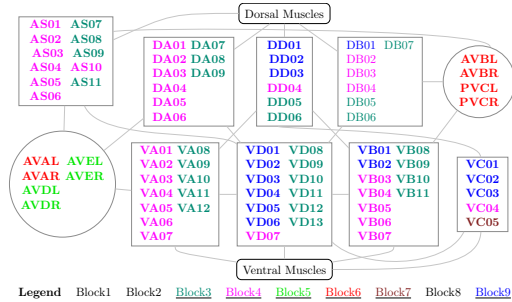 Dorsal Muscles
AS01 AS07
AS02 AS08
AS03 AS09
AS04 AS10
AS05 AS11
AS06
DA01 DA07
DA02 DA08
DA03 DA09
DA04
DA05
DA06
DD01
DD02
DD03
DD04
DD05
DD06
DB01 DB07
DB02
DB03
DB04
DB05
DB06
AVBL
AVBR
PVCL
PVCR
AVAL AVEL
AVAR AVER
AVDL
AVDR
VA01 VA08
VA02 VA09
VA03 VA10
VA04 VA11
VA05 VA12
VA06
VA07
VD01 VD08
VD02 VD09
VD03 VD10
VD04 VD11
VD05 VD12
VD06 VD13
VD07
VB01 VB08
VB02 VB09
VB03 VB10
VB04 VB11
VB05
VB06
VB07
VC01
VC02
VC03
VC04
VC05
Ventral Muscles
Legend Block1 Block2 Block3 Block4 Block5 Block6 Block7 Block8 Block9